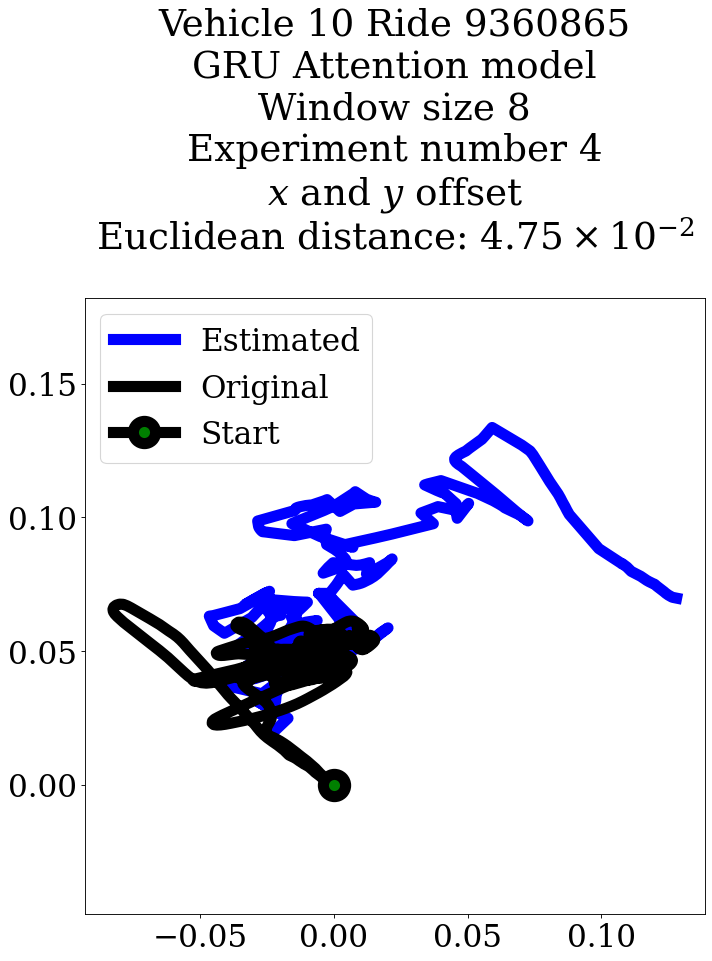 Vehicle 10 Ride 9360865
GRU Attention model
Window size 8
Experiment number 4
x and y offset
Euclidean distance: 4.75 × 10⁻²
Estimated
Original
Start
0.15
0.10
0.05
0.00
−0.05 0.00 0.05 0.10